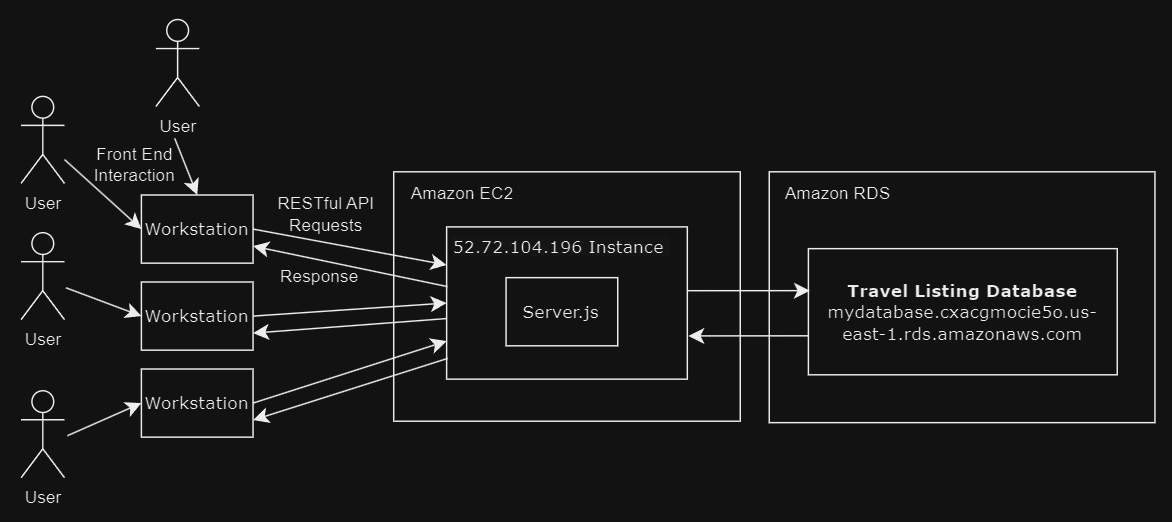 User
Front End
Interaction
User
Workstation
RESTful API
Requests
Response
User
Workstation
User
Workstation
Amazon EC2
52.72.104.196 Instance
Server.js
Amazon RDS
Travel Listing Database
mydatabase.cxacgmocie5o.us-
east-1.rds.amazonaws.com